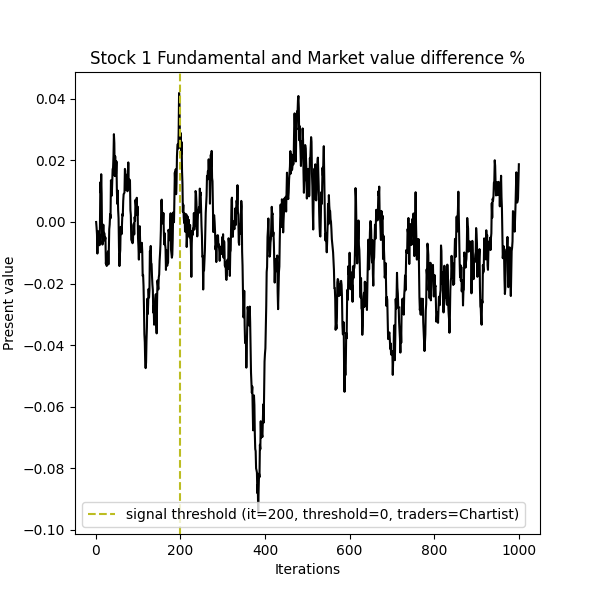 Stock 1 Fundamental and Market value difference %
Present value
0.04
0.02
0.00
−0.02
−0.04
−0.06
−0.08
−0.10
signal threshold (it=200, threshold=0, traders=Chartist)
0 200 400 600 800 1000
Iterations